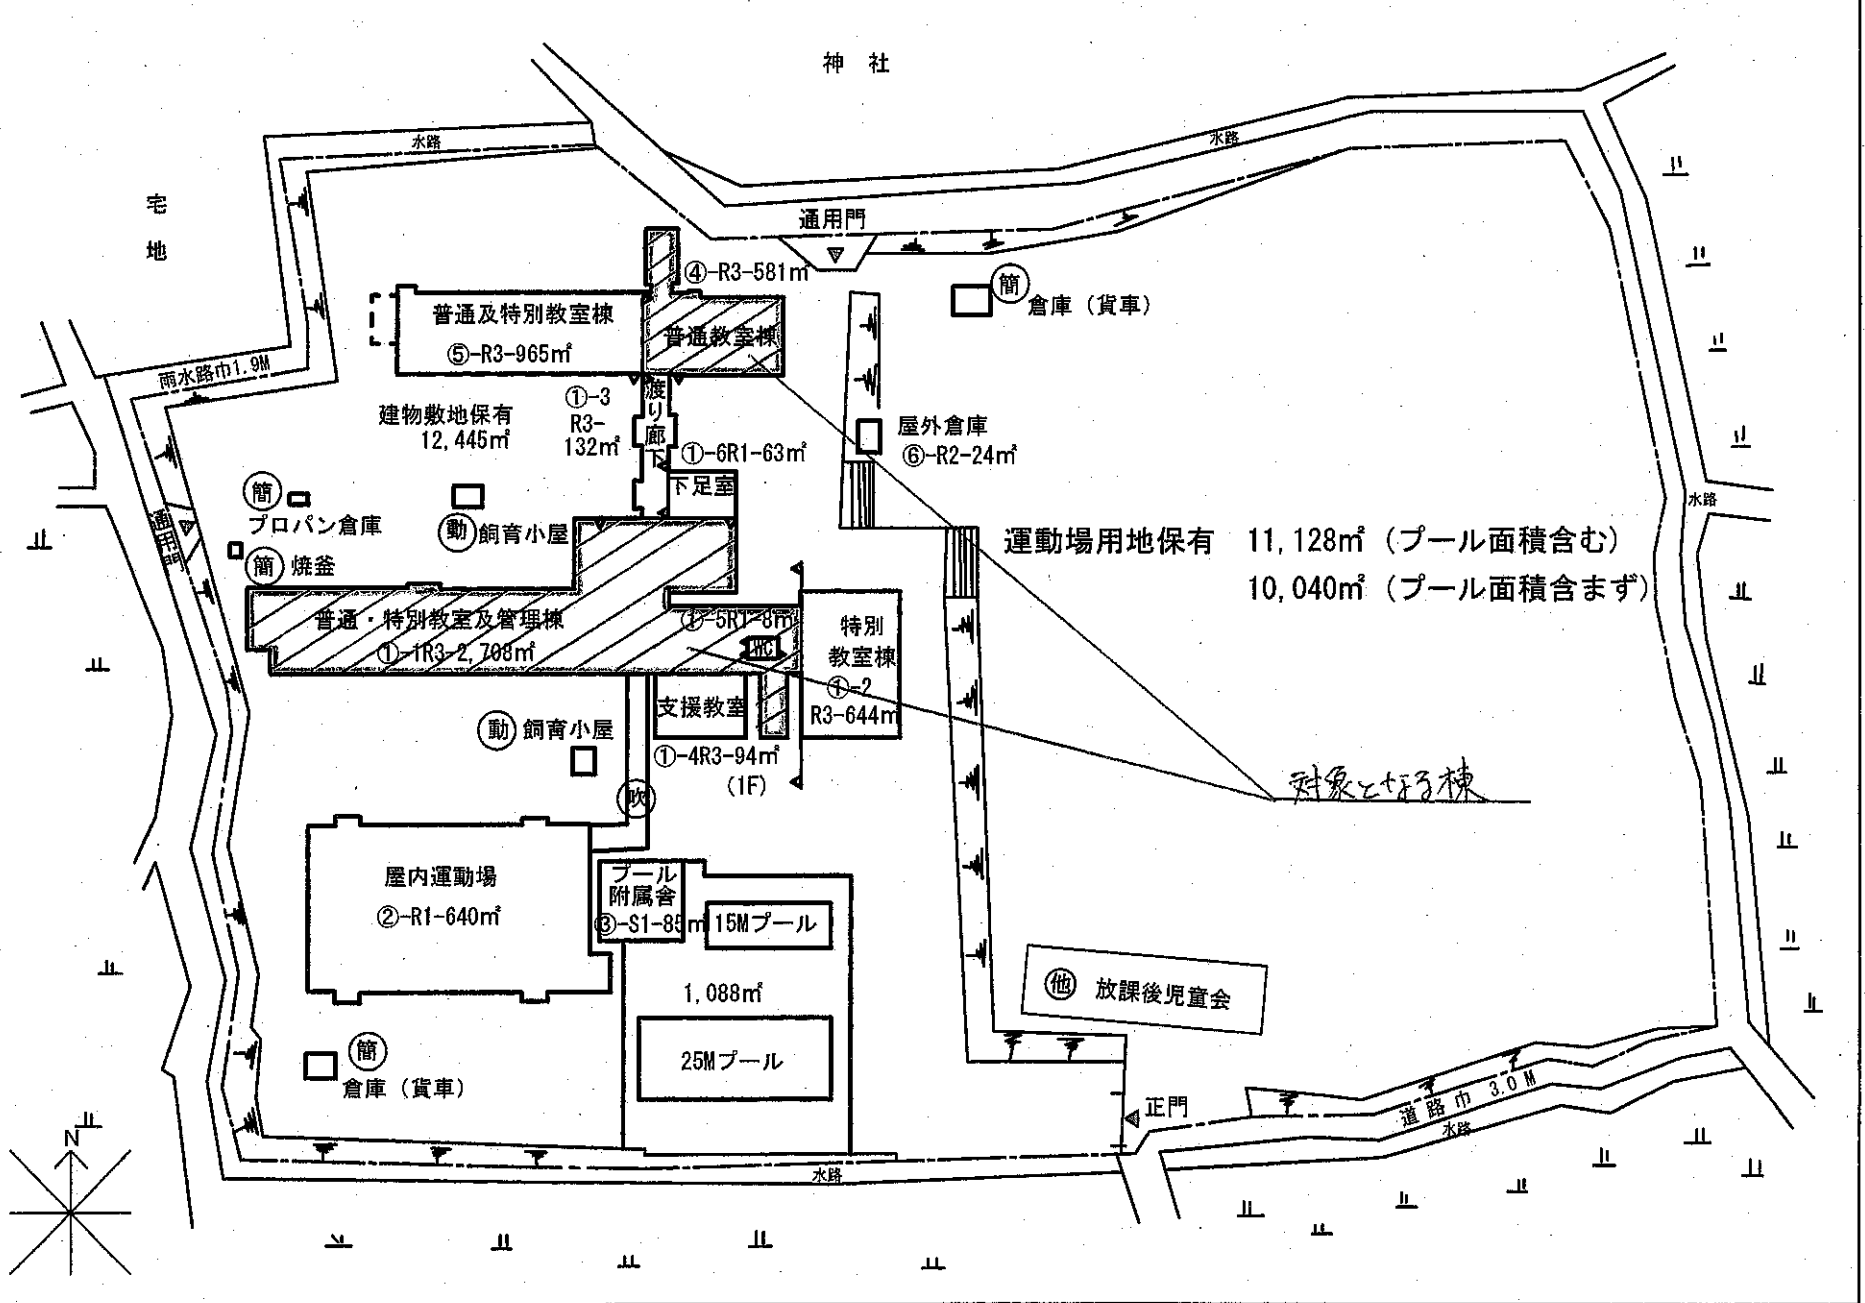 神 社
水路
水路
宅
地
通用門
④-R3-581㎡
簡
倉庫（貨車）
普通及特別教室棟
⑤-R3-965㎡
普通教室棟
雨水路巾1.9M
建物敷地保有
12,445㎡
①-3
R3-
132㎡
渡り廊下
屋外倉庫
⑥-R2-24㎡
①-6R1-63㎡
下足室
簡
プロパン倉庫
動 飼育小屋
通用門
簡 焼釜
水路
運動場用地保有 11,128㎡（プール面積含む）
10,040㎡（プール面積含まず）
普通・特別教室及管理棟
①-1R3-2,708㎡
①-5R1-8㎡
WC
特別
教室棟
①-2
R3-644㎡
支援教室
動 飼育小屋
①-4R3-94㎡
(1F)
吹
対象となる棟
屋内運動場
②-R1-640㎡
プール
附属舎
③-S1-85㎡
15Mプール
1,088㎡
他 放課後児童会
25Mプール
簡
倉庫（貨車）
正門
道路巾 3.0M
水路
水路
N